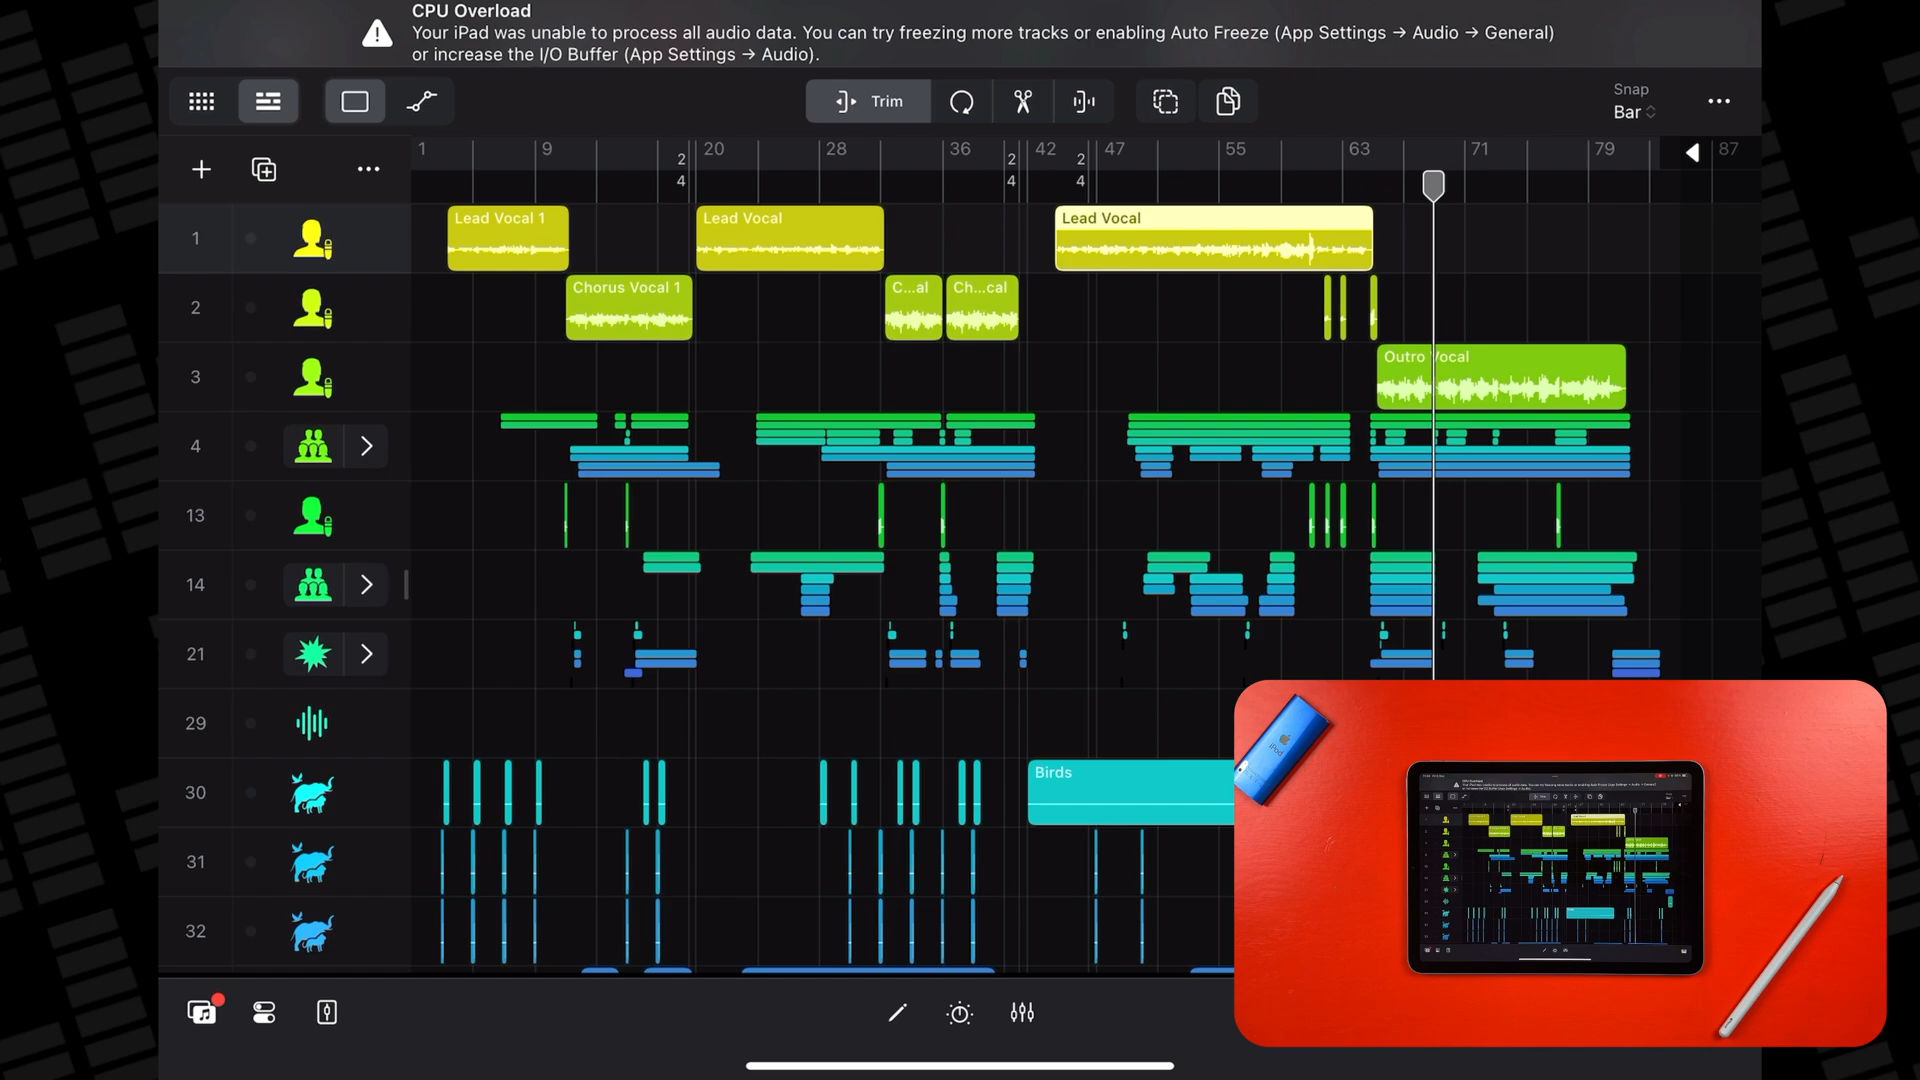 CPU Overload
Your iPad was unable to process all audio data. You can try freezing more tracks or enabling Auto Freeze (App Settings → Audio → General)
or increase the I/O Buffer (App Settings → Audio).
Trim
Snap
Bar
1 9 20 28 36 42 47 55 63 71 79 87
2 2 2
4 4 4
1
Lead Vocal 1
Lead Vocal
Lead Vocal
2
Chorus Vocal 1
C...al
Ch...cal
3
Outro Vocal
4
13
14
21
29
30
Birds
31
32
iPod